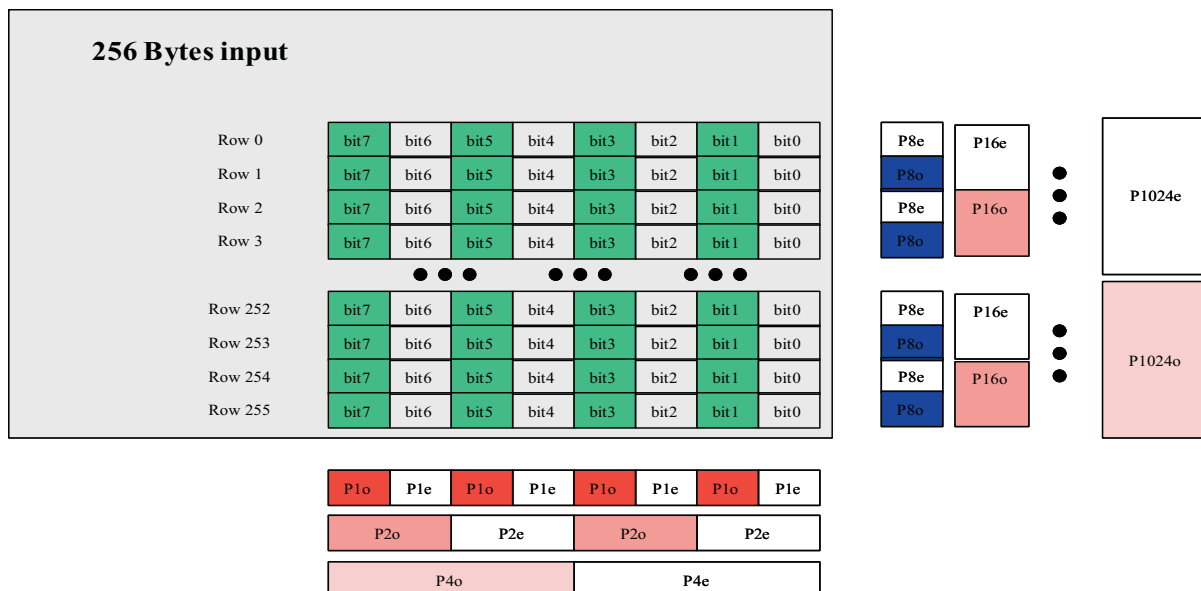 256 Bytes input
Row 0 bit7 bit6 bit5 bit4 bit3 bit2 bit1 bit0 P8e P16e
Row 1 bit7 bit6 bit5 bit4 bit3 bit2 bit1 bit0 P8o
Row 2 bit7 bit6 bit5 bit4 bit3 bit2 bit1 bit0 P8e P16o P1024e
Row 3 bit7 bit6 bit5 bit4 bit3 bit2 bit1 bit0 P8o
Row 252 bit7 bit6 bit5 bit4 bit3 bit2 bit1 bit0 P8e P16e
Row 253 bit7 bit6 bit5 bit4 bit3 bit2 bit1 bit0 P8o
Row 254 bit7 bit6 bit5 bit4 bit3 bit2 bit1 bit0 P8e P16o P1024o
Row 255 bit7 bit6 bit5 bit4 bit3 bit2 bit1 bit0 P8o
P1o P1e P1o P1e P1o P1e P1o P1e
P2o P2e P2o P2e
P4o P4e